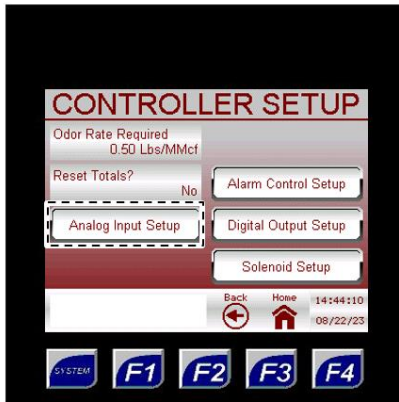 CONTROLLER SETUP
Odor Rate Required
0.50 Lbs/MMcf
Reset Totals?
No
Alarm Control Setup
Analog Input Setup
Digital Output Setup
Solenoid Setup
Back
Home
14:44:10
08/22/23
SYSTEM
F1
F2
F3
F4